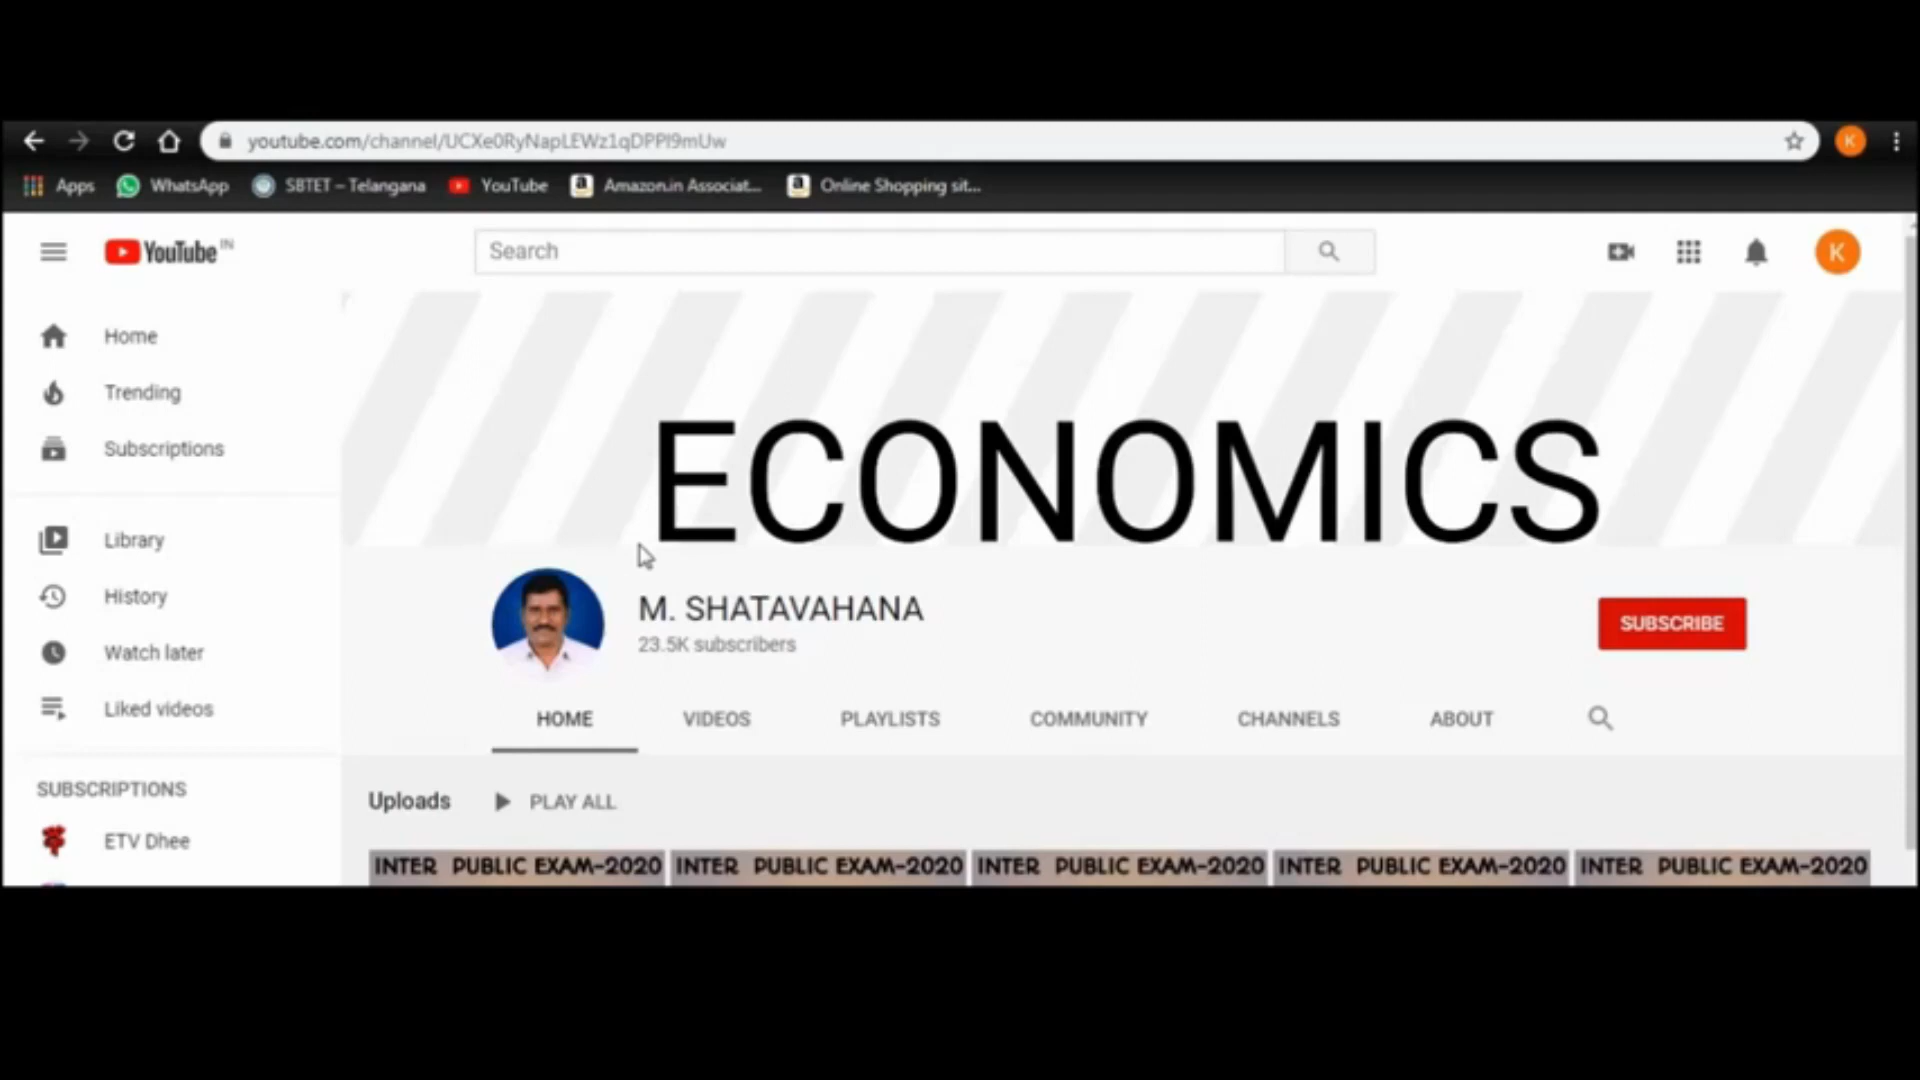 youtube.com/channel/UCXe0RyNapLEWz1qDPPI9mUw
K
Apps WhatsApp SBTET – Telangana YouTube Amazon.in Associat... Online Shopping sit...
YouTube IN
Search
K
Home
Trending
Subscriptions
Library
History
Watch later
Liked videos
SUBSCRIPTIONS
ETV Dhee
ECONOMICS
M. SHATAVAHANA
23.5K subscribers
SUBSCRIBE
HOME VIDEOS PLAYLISTS COMMUNITY CHANNELS ABOUT
Uploads PLAY ALL
INTER PUBLIC EXAM-2020 INTER PUBLIC EXAM-2020 INTER PUBLIC EXAM-2020 INTER PUBLIC EXAM-2020 INTER PUBLIC EXAM-2020